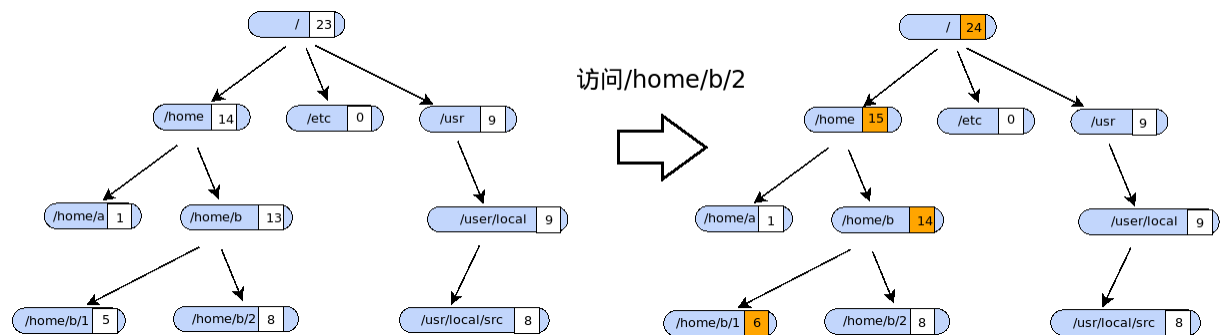 / 23
/ 24
访问/home/b/2
/home 14
/etc 0
/usr 9
/home 15
/etc 0
/usr 9
/home/a 1
/home/b 13
/user/local 9
/home/a 1
/home/b 14
/user/local 9
/home/b/1 5
/home/b/2 8
/usr/local/src 8
/home/b/1 6
/home/b/2 8
/usr/local/src 8